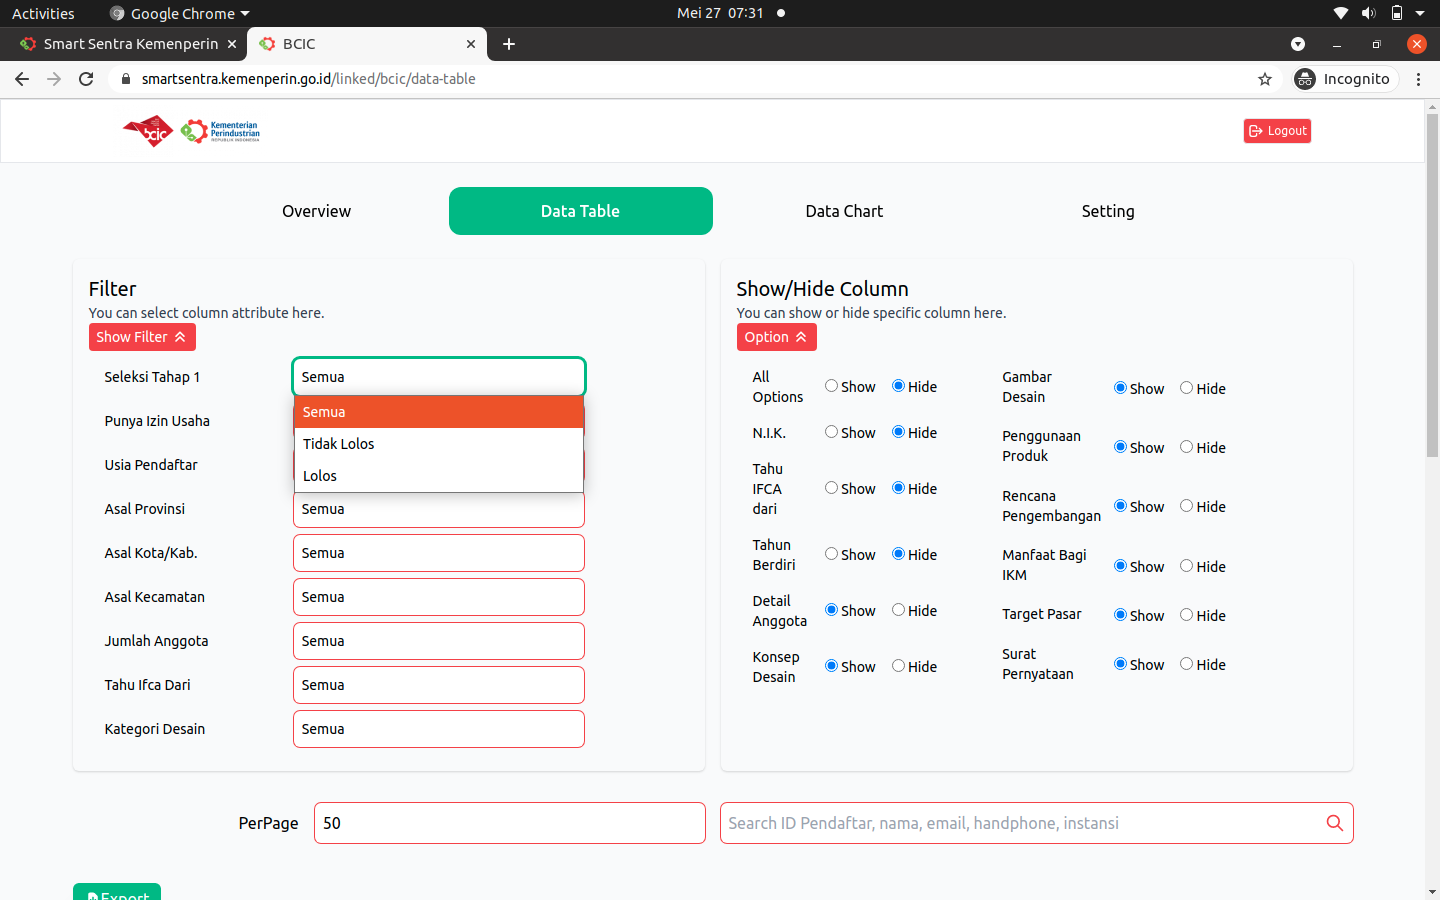 Activities
Google Chrome
Mei 27 07:31
Smart Sentra Kemenperin
BCIC
smartsentra.kemenperin.go.id/linked/bcic/data-table
Incognito
bcic
Kementerian
Perindustrian
REPUBLIK INDONESIA
Logout
Overview
Data Table
Data Chart
Setting
Filter
You can select column attribute here.
Show Filter
Seleksi Tahap 1
Semua
Semua
Tidak Lolos
Lolos
Punya Izin Usaha
Usia Pendaftar
Asal Provinsi
Semua
Asal Kota/Kab.
Semua
Asal Kecamatan
Semua
Jumlah Anggota
Semua
Tahu Ifca Dari
Semua
Kategori Desain
Semua
Show/Hide Column
You can show or hide specific column here.
Option
All
Options
Show Hide
N.I.K.
Show Hide
Tahu
IFCA
dari
Show Hide
Tahun
Berdiri
Show Hide
Detail
Anggota
Show Hide
Konsep
Desain
Show Hide
Gambar
Desain
Show Hide
Penggunaan
Produk
Show Hide
Rencana
Pengembangan
Show Hide
Manfaat Bagi
IKM
Show Hide
Target Pasar
Show Hide
Surat
Pernyataan
Show Hide
PerPage
50
Search ID Pendaftar, nama, email, handphone, instansi
Export